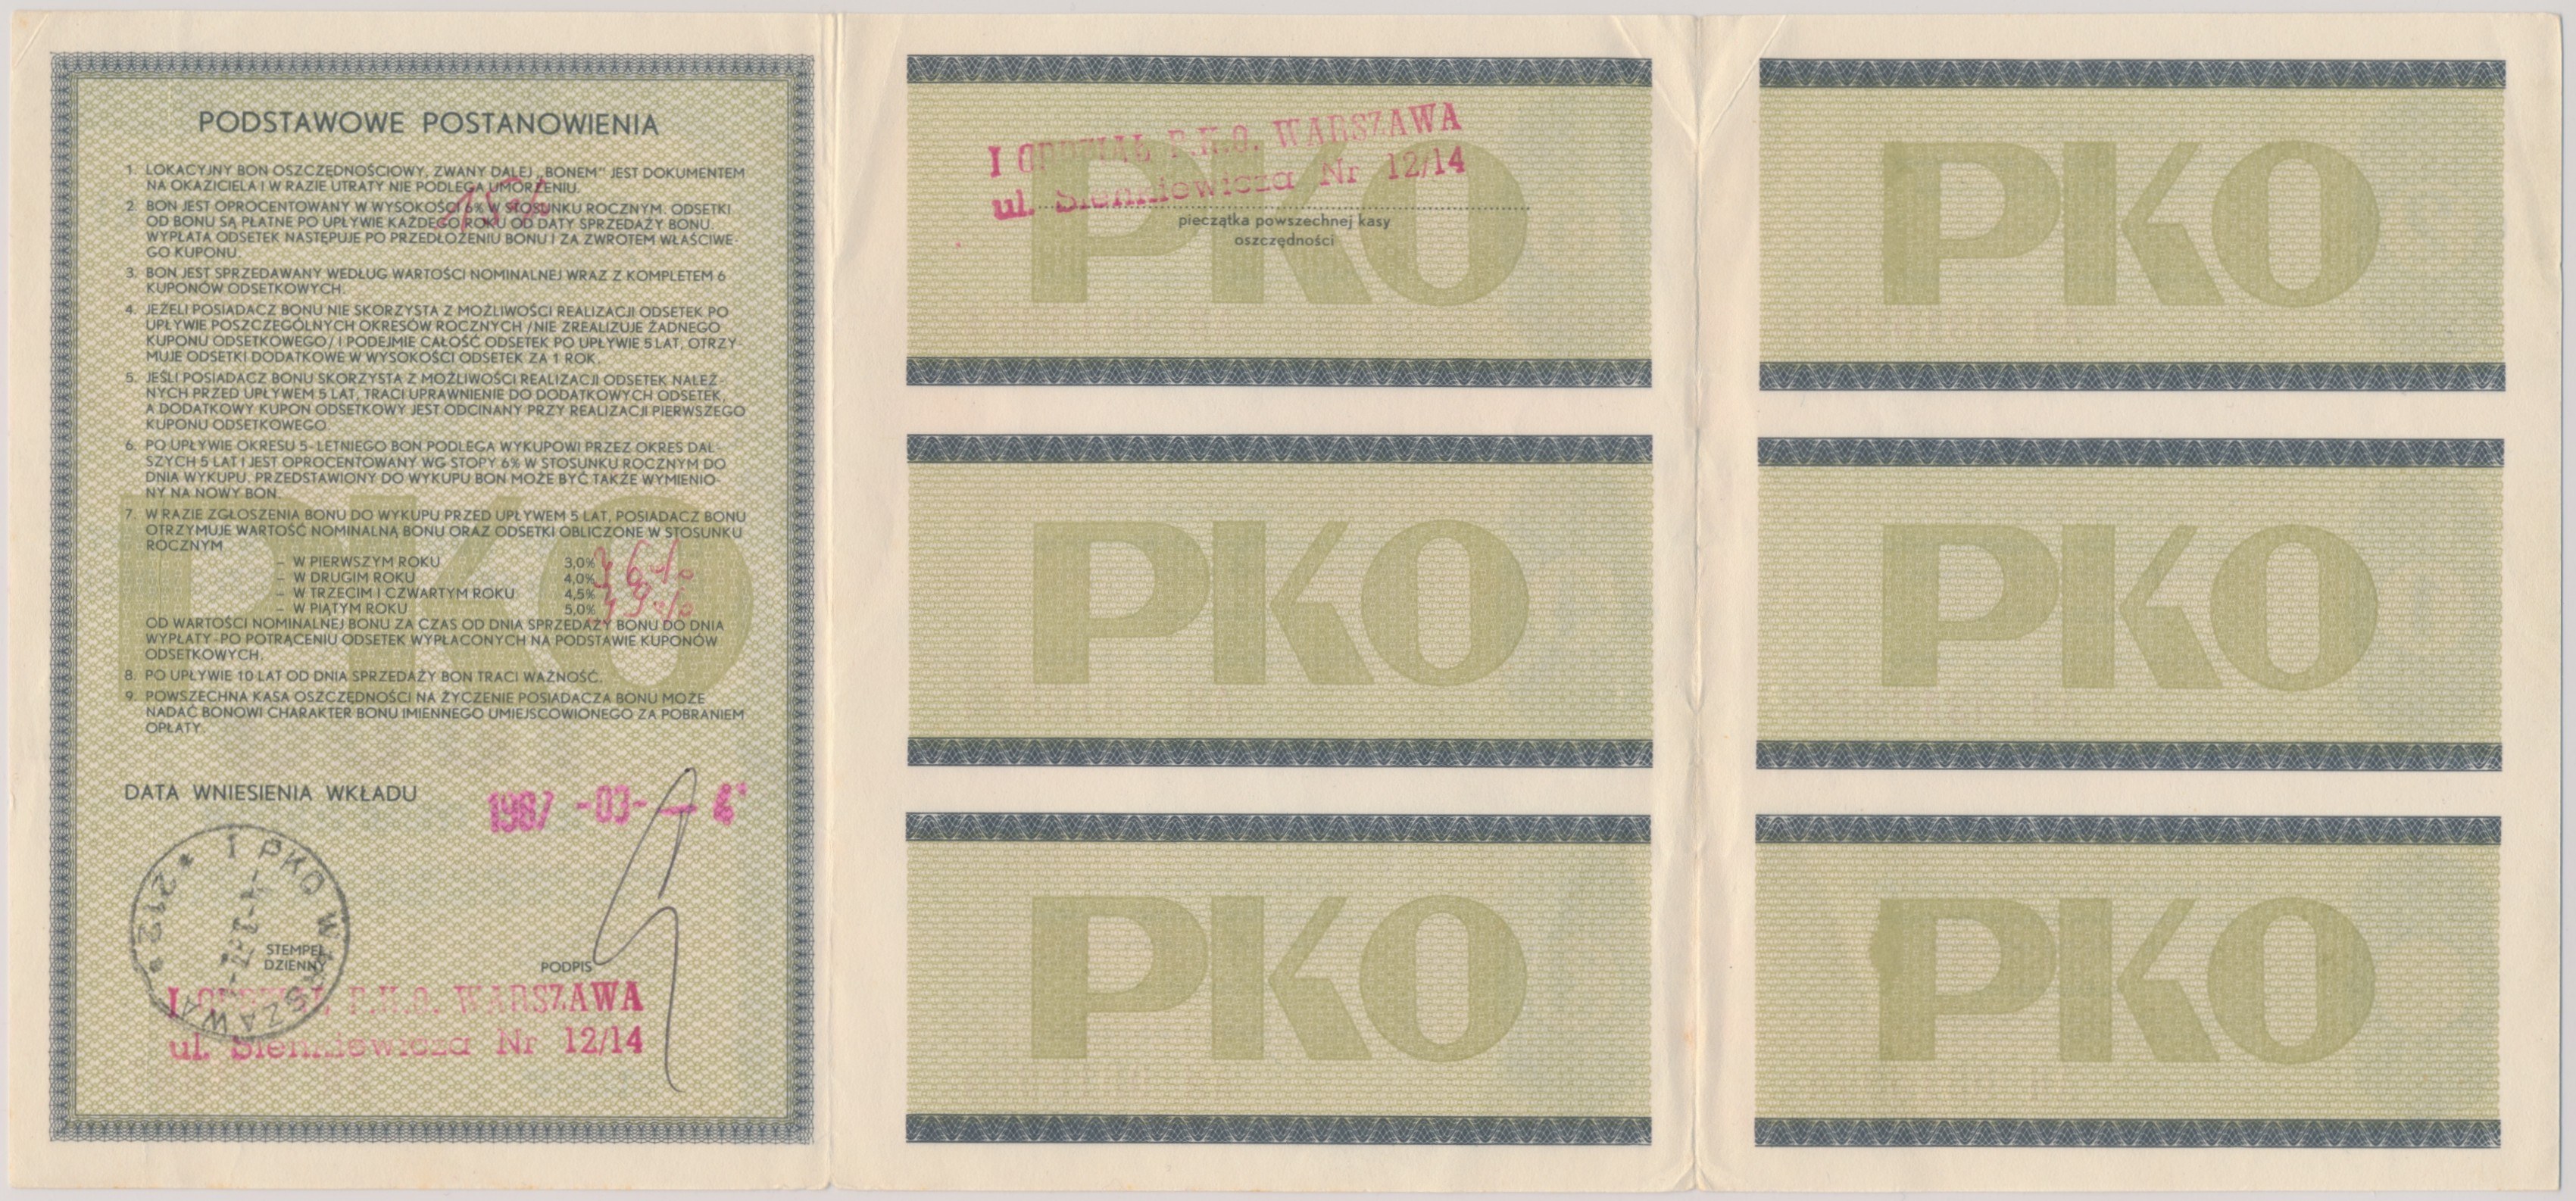 PODSTAWOWE POSTANOWIENIA
1. LOKACYJNY BON OSZCZĘDNOŚCIOWY, ZWANY DALEJ „BONEM” JEST DOKUMENTEM
NA OKAZICIELA I W RAZIE UTRATY NIE PODLEGA UMORZENIU.
2. BON JEST OPROCENTOWANY W WYSOKOŚCI 6% W STOSUNKU ROCZNYM. ODSETKI
OD BONU SĄ PŁATNE PO UPŁYWIE KAŻDEGO ROKU OD DATY SPRZEDAŻY BONU.
WYPŁATA ODSETEK NASTĘPUJE PO PRZEDŁOŻENIU BONU I ZA ZWROTEM WŁAŚCIWE-
GO KUPONU.
3. BON JEST SPRZEDAWANY WEDŁUG WARTOŚCI NOMINALNEJ WRAZ Z KOMPLETEM 6
KUPONÓW ODSETKOWYCH.
4. JEŻELI POSIADACZ BONU NIE SKORZYSTA Z MOŻLIWOŚCI REALIZACJI ODSETEK PO
UPŁYWIE POSZCZEGÓLNYCH OKRESÓW ROCZNYCH /NIE ZREALIZUJE ŻADNEGO
KUPONU ODSETKOWEGO/ I PODEJMIE CAŁOŚĆ ODSETEK PO UPŁYWIE 5 LAT, OTRZY-
MUJE ODSETKI DODATKOWE W WYSOKOŚCI ODSETEK ZA 1 ROK.
5. JEŚLI POSIADACZ BONU SKORZYSTA Z MOŻLIWOŚCI REALIZACJI ODSETEK NALEŻ-
NYCH PRZED UPŁYWEM 5 LAT, TRACI UPRAWNIENIE DO DODATKOWYCH ODSETEK,
A DODATKOWY KUPON ODSETKOWY JEST ODCINANY PRZY REALIZACJI PIERWSZEGO
KUPONU ODSETKOWEGO
6. PO UPŁYWIE OKRESU 5-LETNIEGO BON PODLEGA WYKUPOWI PRZEZ OKRES DAL-
SZYCH 5 LAT I JEST OPROCENTOWANY WG STOPY 6% W STOSUNKU ROCZNYM DO
DNIA WYKUPU. PRZEDSTAWIONY DO WYKUPU BON MOŻE BYĆ TAKŻE WYMIENIO-
NY NA NOWY BON.
7. W RAZIE ZGŁOSZENIA BONU DO WYKUPU PRZED UPŁYWEM 5 LAT, POSIADACZ BONU
OTRZYMUJE WARTOŚĆ NOMINALNĄ BONU ORAZ ODSETKI OBLICZONE W STOSUNKU
ROCZNYM
– W PIERWSZYM ROKU 3,0%
– W DRUGIM ROKU 4,0% 6%
– W TRZECIM I CZWARTYM ROKU 4,5%
– W PIĄTYM ROKU 5,0% 9%
OD WARTOŚCI NOMINALNEJ BONU ZA CZAS OD DNIA SPRZEDAŻY BONU DO DNIA
WYPŁATY-PO POTRĄCENIU ODSETEK WYPŁACONYCH NA PODSTAWIE KUPONÓW
ODSETKOWYCH.
8. PO UPŁYWIE 10 LAT OD DNIA SPRZEDAŻY BON TRACI WAŻNOŚĆ.
9. POWSZECHNA KASA OSZCZĘDNOŚCI NA ŻYCZENIE POSIADACZA BONU MOŻE
NADAĆ BONOWI CHARAKTER BONU IMIENNEGO UMIEJSCOWIONEGO ZA POBRANIEM
OPŁATY.
PKO
DATA WNIESIENIA WKŁADU 1987 -03- 4
* I PKO WARSZAWA * 212
STEMPEL
DZIENNY
PODPIS
I ODDZIAŁ P.K.O. WARSZAWA
ul. Sienkiewicza Nr 12/14
I ODDZIAŁ P.K.O. WARSZAWA
ul. Sienkiewicza Nr 12/14
pieczątka powszechnej kasy
oszczędności
PKO
PKO
PKO
PKO
PKO
PKO